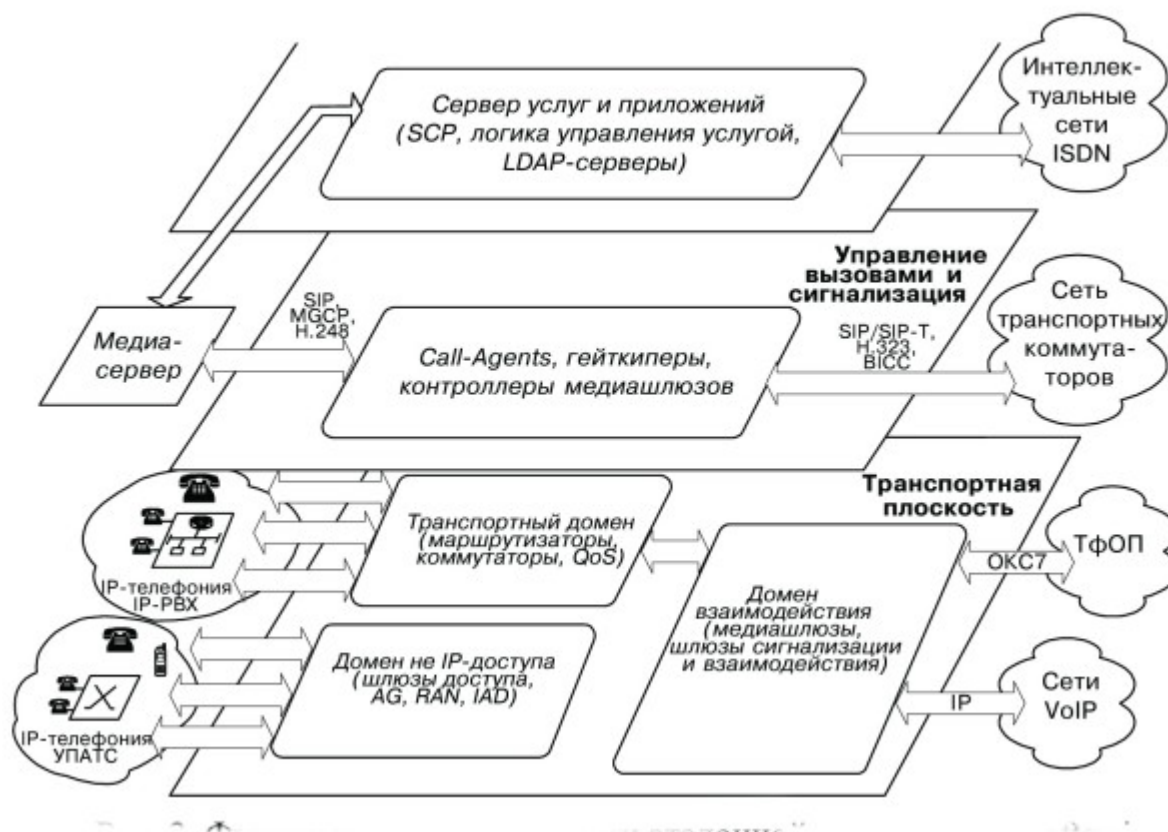 Сервер услуг и приложений
(SCP, логика управления услугой,
LDAP-серверы)
Интеллек-
туальные
сети
ISDN
Управление
вызовами и
сигнализация
SIP,
MGCP,
H.248
Медиа-
сервер
Call-Agents, гейткиперы,
контроллеры медиашлюзов
SIP/SIP-T,
H.323,
BICC
Сеть
транспортных
коммута-
торов
Транспортная
плоскость
IP-телефония
IP-PBX
Транспортный домен
(маршрутизаторы,
коммутаторы, QoS)
Домен
взаимодействия
(медиашлюзы,
шлюзы сигнализации
и взаимодействия)
ОКС7
ТфОП
IP-телефония
УПАТС
Домен не IP-доступа
(шлюзы доступа,
AG, RAN, IAD)
IP
Сети
VoIP